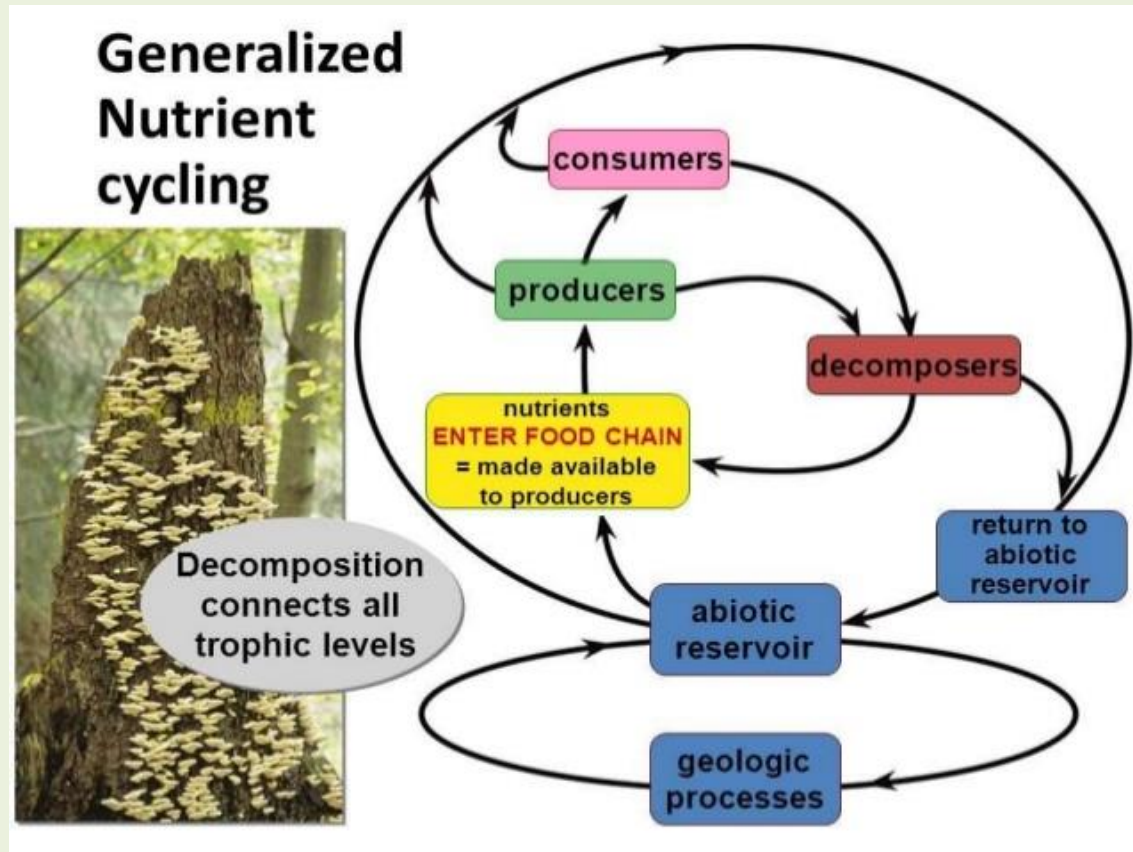 Generalized
Nutrient
cycling
consumers
producers
decomposers
nutrients
ENTER FOOD CHAIN
= made available
to producers
return to
abiotic
reservoir
Decomposition
connects all
trophic levels
abiotic
reservoir
geologic
processes